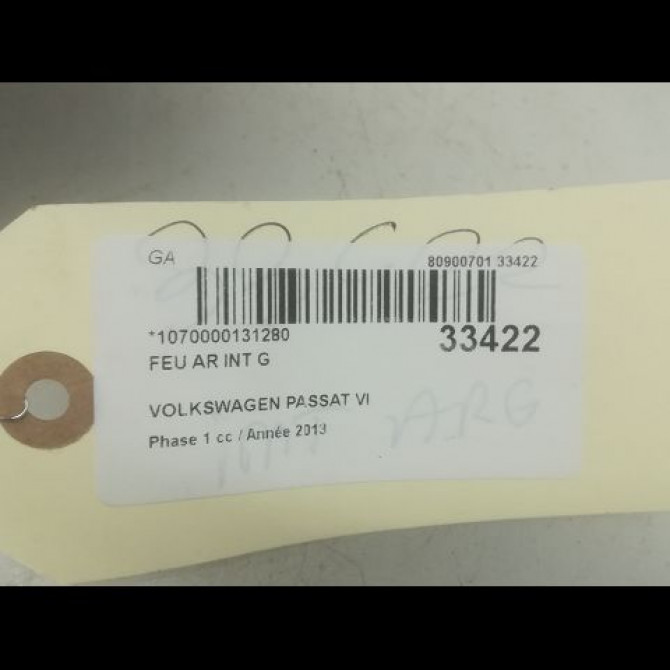 GA
80900701 33422
*1070000131280
33422
FEU AR INT G
VOLKSWAGEN PASSAT VI
Phase 1 cc / Année 2013